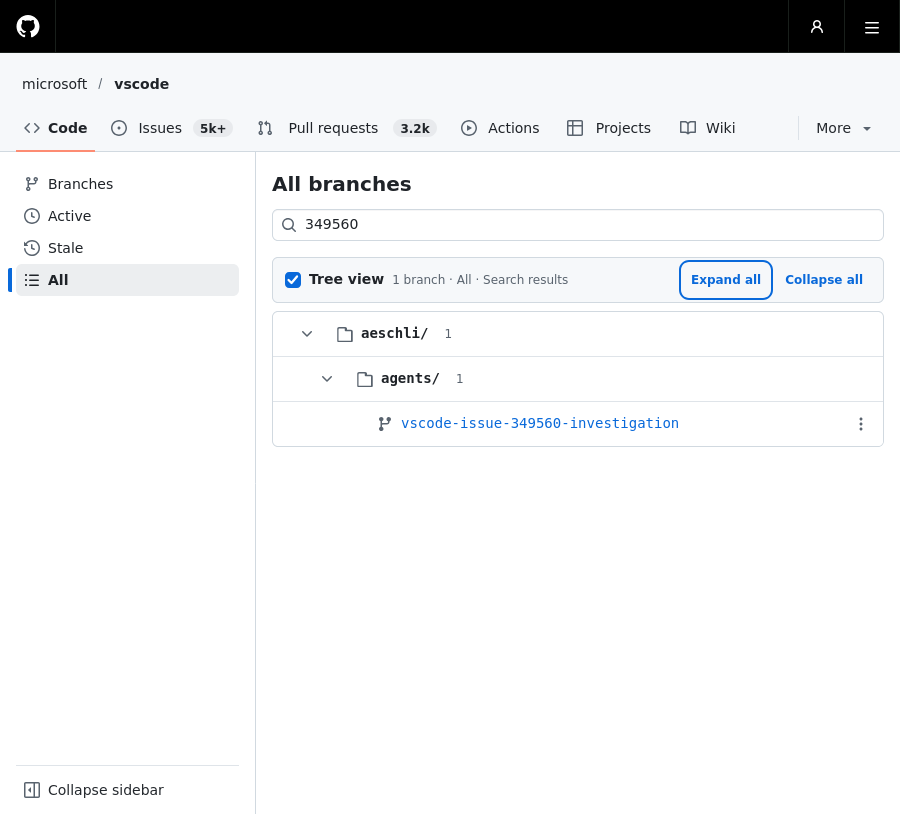 microsoft / vscode
Code Issues 5k+ Pull requests 3.2k Actions Projects Wiki More
Branches
Active
Stale
All
Collapse sidebar
All branches
349560
Tree view 1 branch · All · Search results Expand all Collapse all
aeschli/ 1
agents/ 1
vscode-issue-349560-investigation